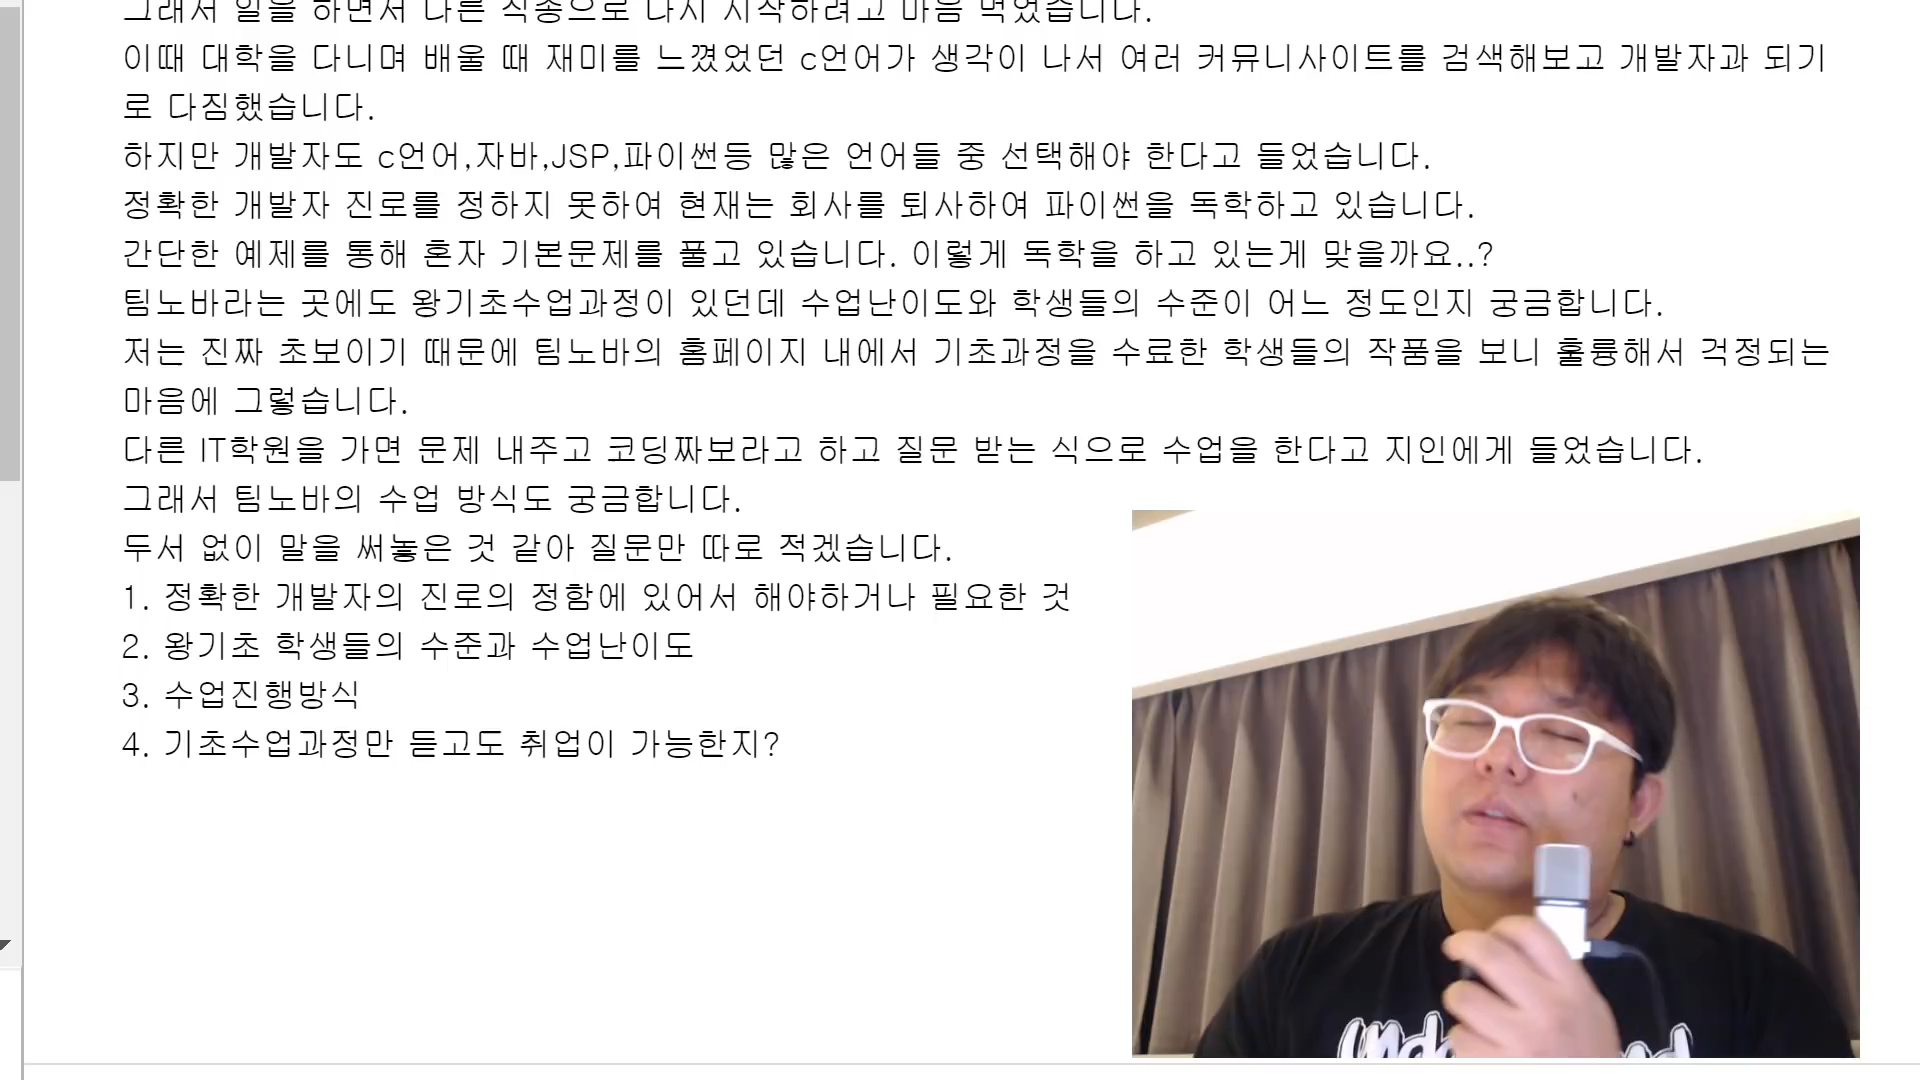 그래서 일을 하면서 다른 직종으로 다시 시작하려고 마음 먹었습니다.
이때 대학을 다니며 배울 때 재미를 느꼈었던 c언어가 생각이 나서 여러 커뮤니사이트를 검색해보고 개발자과 되기
로 다짐했습니다.
하지만 개발자도 c언어,자바,JSP,파이썬등 많은 언어들 중 선택해야 한다고 들었습니다.
정확한 개발자 진로를 정하지 못하여 현재는 회사를 퇴사하여 파이썬을 독학하고 있습니다.
간단한 예제를 통해 혼자 기본문제를 풀고 있습니다. 이렇게 독학을 하고 있는게 맞을까요..?
팀노바라는 곳에도 왕기초수업과정이 있던데 수업난이도와 학생들의 수준이 어느 정도인지 궁금합니다.
저는 진짜 초보이기 때문에 팀노바의 홈페이지 내에서 기초과정을 수료한 학생들의 작품을 보니 훌륭해서 걱정되는
마음에 그렇습니다.
다른 IT학원을 가면 문제 내주고 코딩짜보라고 하고 질문 받는 식으로 수업을 한다고 지인에게 들었습니다.
그래서 팀노바의 수업 방식도 궁금합니다.
두서 없이 말을 써놓은 것 같아 질문만 따로 적겠습니다.
1. 정확한 개발자의 진로의 정함에 있어서 해야하거나 필요한 것
2. 왕기초 학생들의 수준과 수업난이도
3. 수업진행방식
4. 기초수업과정만 듣고도 취업이 가능한지?